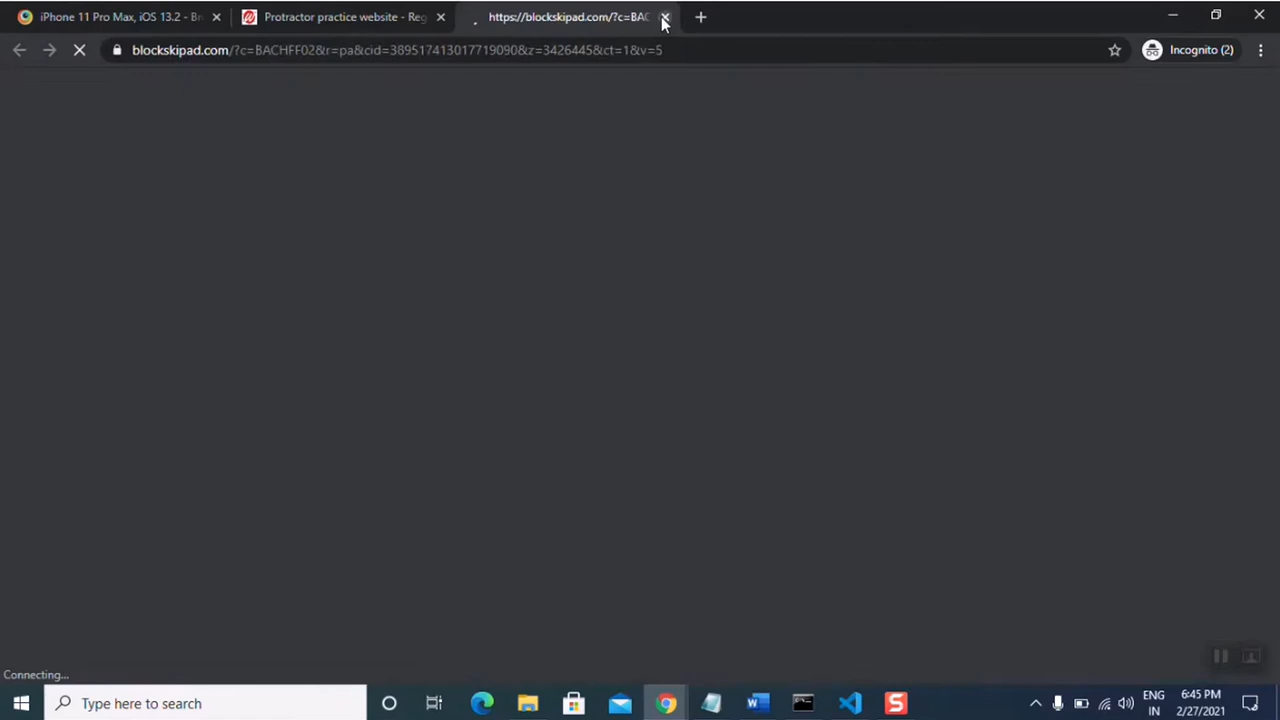 iPhone 11 Pro Max, iOS 13.2 - Br
Protractor practice website - Reg
https://blockskipad.com/?c=BAC
blockskipad.com/?c=BACHFF02&r=pa&cid=389517413017719090&z=3426445&ct=1&v=5
Incognito (2)
Connecting...
Type here to search
ENG
IN
6:45 PM
2/27/2021